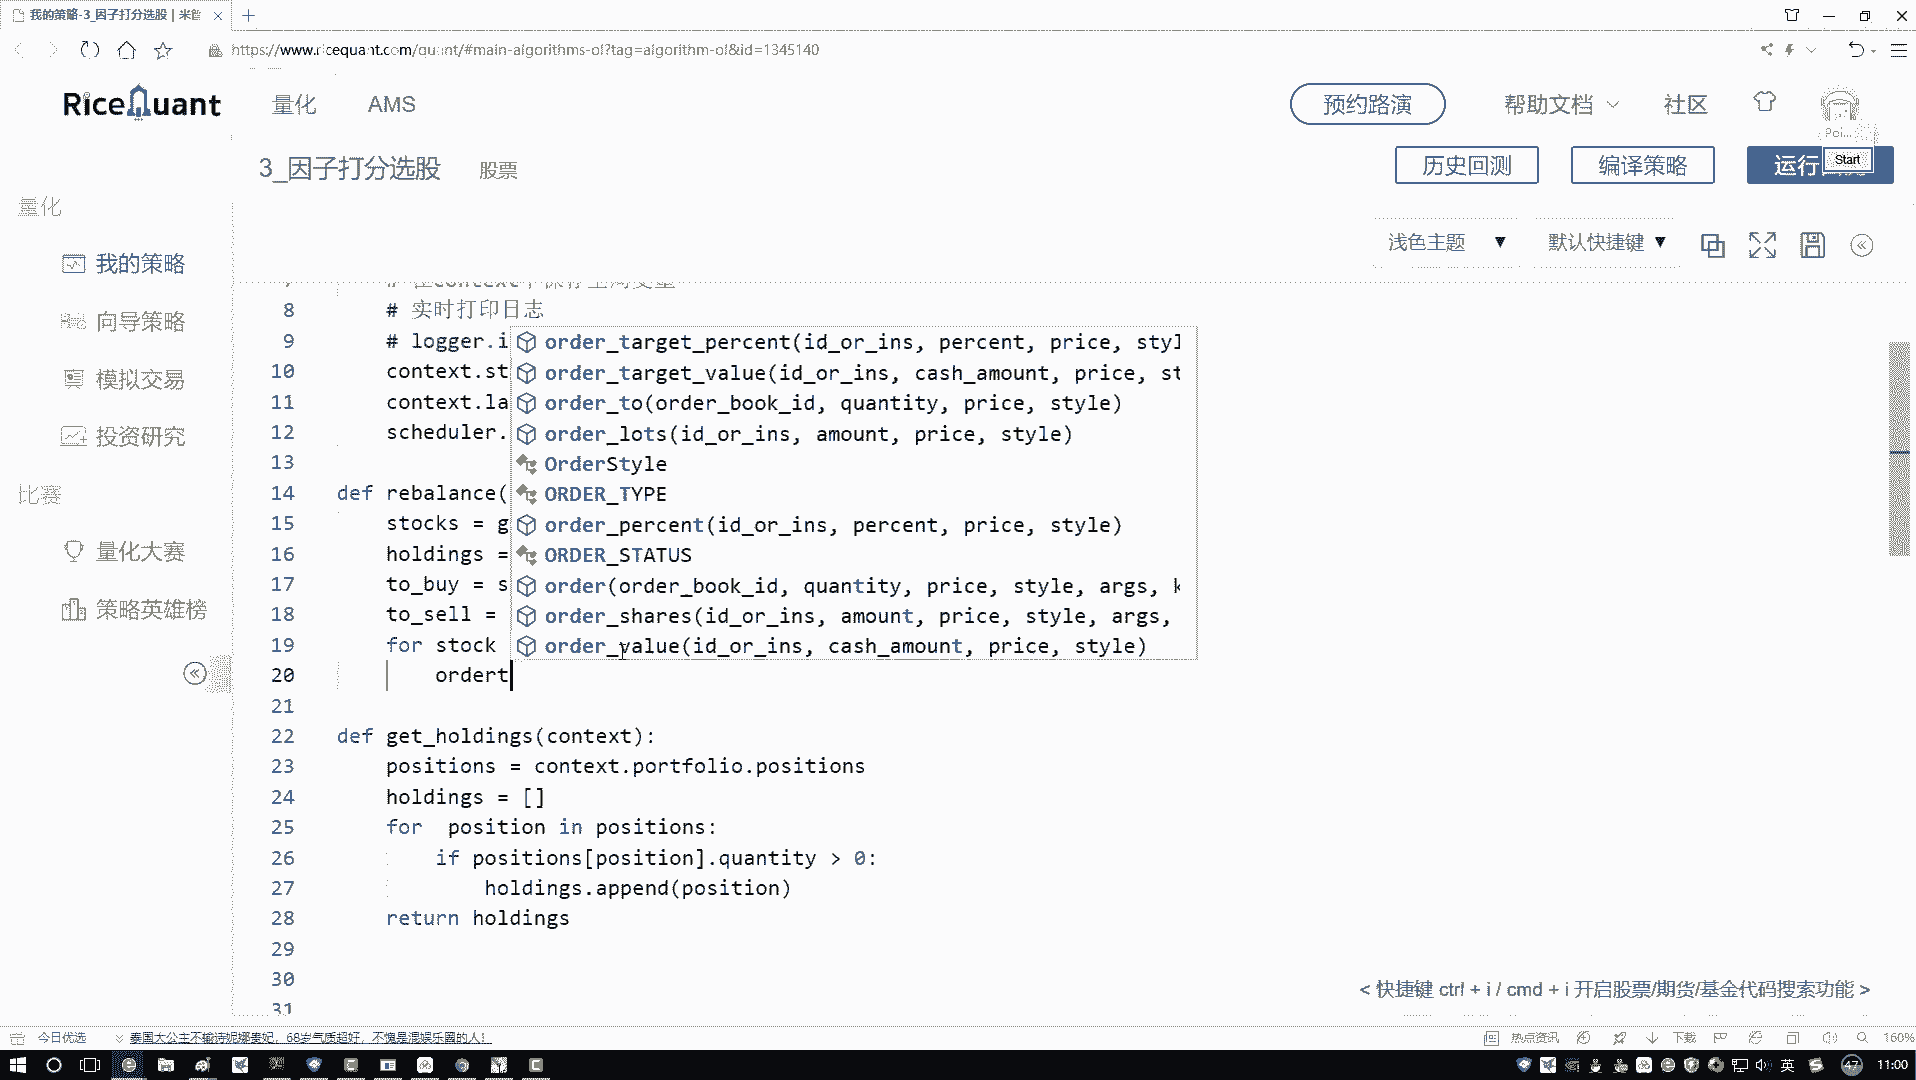 我的策略-3_因子打分选股 | 米筐
https://www.ricequant.com/quant/#main-algorithms-ol?tag=algorithm-ol&id=1345140
RiceQuant
量化
AMS
预约路演
帮助文档
社区
Poi...
3_因子打分选股
股票
历史回测
编译策略
运行
Start
量化
我的策略
向导策略
模拟交易
投资研究
比赛
量化大赛
策略英雄榜
浅色主题
默认快捷键
8 # 实时打印日志
9 # logger.i
10 context.st
11 context.la
12 scheduler.
13
14 def rebalance(
15 stocks = g
16 holdings =
17 to_buy = s
18 to_sell =
19 for stock
20 ordert
21
22 def get_holdings(context):
23 positions = context.portfolio.positions
24 holdings = []
25 for  position in positions:
26 if positions[position].quantity > 0:
27 holdings.append(position)
28 return holdings
29
30
31
order_target_percent(id_or_ins, percent, price, styl
order_target_value(id_or_ins, cash_amount, price, st
order_to(order_book_id, quantity, price, style)
order_lots(id_or_ins, amount, price, style)
OrderStyle
ORDER_TYPE
order_percent(id_or_ins, percent, price, style)
ORDER_STATUS
order(order_book_id, quantity, price, style, args, k
order_shares(id_or_ins, amount, price, style, args,
order_value(id_or_ins, cash_amount, price, style)
< 快捷键 ctrl + i / cmd + i 开启股票/期货/基金代码搜索功能 >
今日优选
泰国大公主不输诗妮娜贵妃，68岁气质超好，不愧是混娱乐圈的人！
热点资讯
下载
160%
英
47
11:00